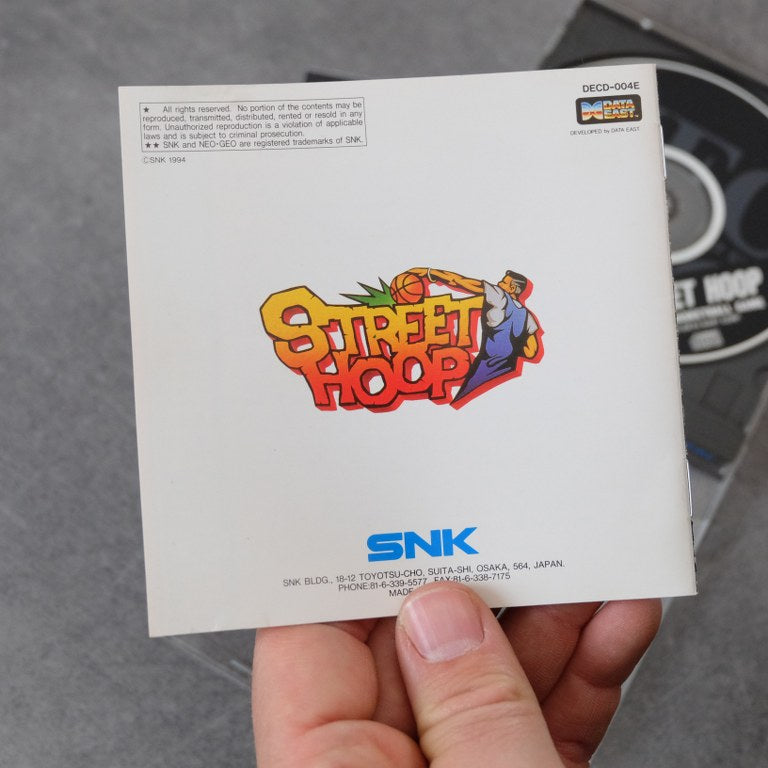 ★ All rights reserved. No portion of the contents may be
reproduced, transmitted, distributed, rented or resold in any
form. Unauthorized reproduction is a violation of applicable
laws and is subject to criminal prosecution.
★★ SNK and NEO•GEO are registered trademarks of SNK.
©SNK 1994
DECD-004E
DATA
EAST
DEVELOPED by DATA EAST
STREET
HOOP
SNK
SNK BLDG., 18-12 TOYOTSU-CHO, SUITA-SHI, OSAKA, 564, JAPAN.
PHONE:81-6-339-5577 FAX:81-6-338-7175
MADE
HOOP